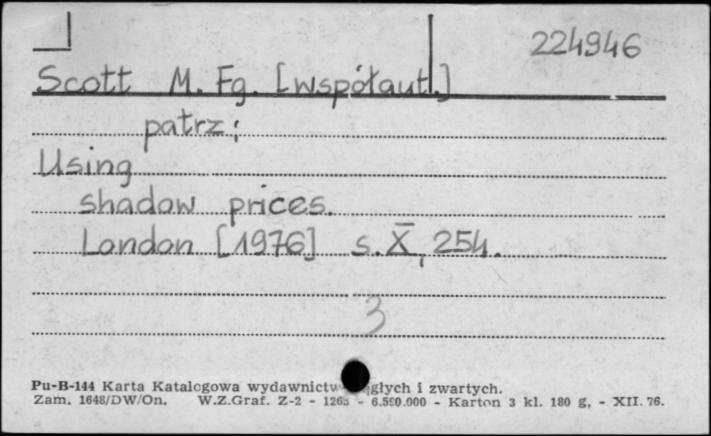 224946
Scott M. Fg. [współaut.]
patrz:
Using
shadow prices.
London [1976] s. X, 254.
3
Pu-B-144 Karta Katalogowa wydawnictw ciągłych i zwartych.
Zam. 1648/DW/On. W.Z.Graf. Z-2 - 1265 - 6.590.000 - Karton 3 kl. 180 g, - XII. 76.